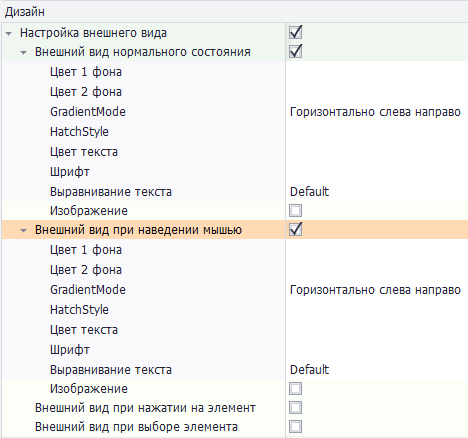 Дизайн
Настройка внешнего вида
Внешний вид нормального состояния
Цвет 1 фона
Цвет 2 фона
GradientMode Горизонтально слева направо
HatchStyle
Цвет текста
Шрифт
Выравнивание текста Default
Изображение
Внешний вид при наведении мышью
Цвет 1 фона
Цвет 2 фона
GradientMode Горизонтально слева направо
HatchStyle
Цвет текста
Шрифт
Выравнивание текста Default
Изображение
Внешний вид при нажатии на элемент
Внешний вид при выборе элемента